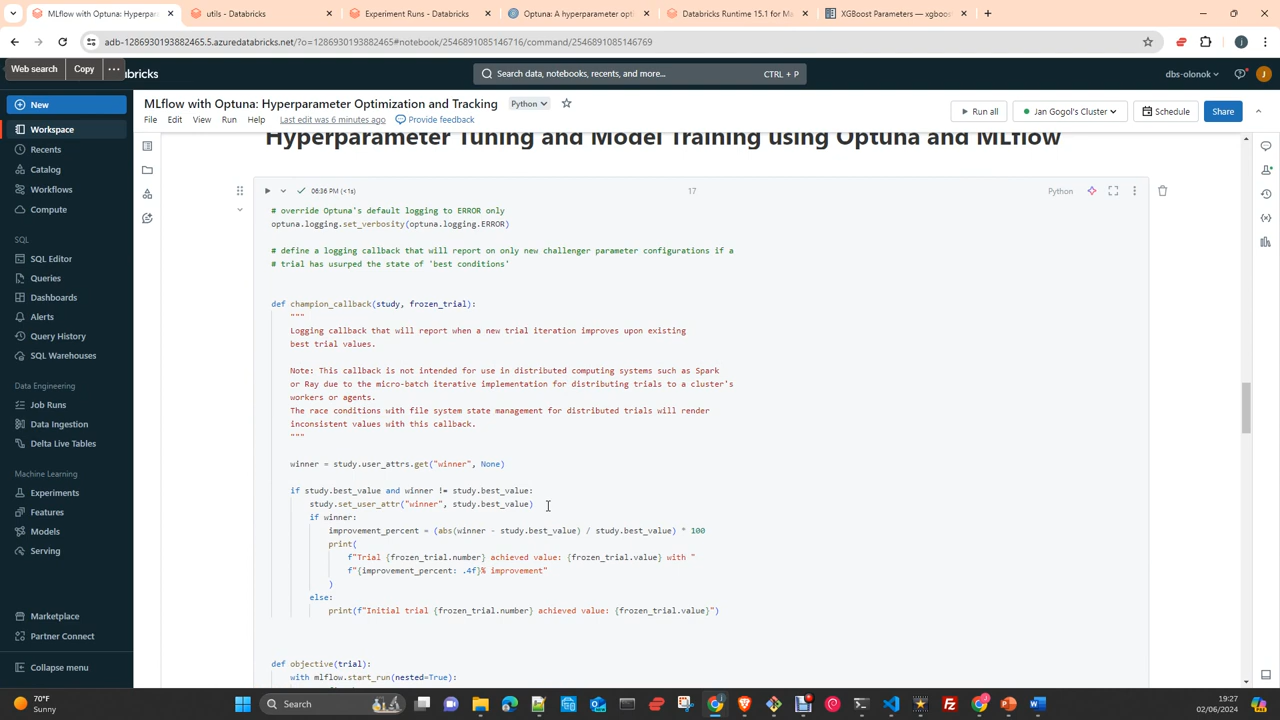 MLflow with Optuna: Hyperpar
utils - Databricks
Experiment Runs - Databricks
Optuna: A hyperparameter opti
Databricks Runtime 15.1 for Ma
XGBoost Parameters — xgboos
adb-1286930193882465.5.azuredatabricks.net/?o=1286930193882465#notebook/2546891085146716/command/2546891085146769
Web search
Copy
bricks
Search data, notebooks, recents, and more...
CTRL + P
dbs-olonok
J
New
Workspace
Recents
Catalog
Workflows
Compute
SQL
SQL Editor
Queries
Dashboards
Alerts
Query History
SQL Warehouses
Data Engineering
Job Runs
Data Ingestion
Delta Live Tables
Machine Learning
Experiments
Features
Models
Serving
Marketplace
Partner Connect
Collapse menu
MLflow with Optuna: Hyperparameter Optimization and Tracking
Python
File Edit View Run Help Last edit was 6 minutes ago Provide feedback
Run all
Jan Gogol's Cluster
Schedule
Share
Hyperparameter Tuning and Model Training using Optuna and MLflow
06:36 PM (<1s)
17
Python
# override Optuna's default logging to ERROR only
optuna.logging.set_verbosity(optuna.logging.ERROR)
# define a logging callback that will report on only new challenger parameter configurations if a
# trial has usurped the state of 'best conditions'
def champion_callback(study, frozen_trial):
"""
Logging callback that will report when a new trial iteration improves upon existing
best trial values.
Note: This callback is not intended for use in distributed computing systems such as Spark
or Ray due to the micro-batch iterative implementation for distributing trials to a cluster's
workers or agents.
The race conditions with file system state management for distributed trials will render
inconsistent values with this callback.
"""
winner = study.user_attrs.get("winner", None)
if study.best_value and winner != study.best_value:
study.set_user_attr("winner", study.best_value)
if winner:
improvement_percent = (abs(winner - study.best_value) / study.best_value) * 100
print(
f"Trial {frozen_trial.number} achieved value: {frozen_trial.value} with "
f"{improvement_percent: .4f}% improvement"
)
else:
print(f"Initial trial {frozen_trial.number} achieved value: {frozen_trial.value}")
def objective(trial):
with mlflow.start_run(nested=True):
70°F
Sunny
Search
19:27
02/06/2024